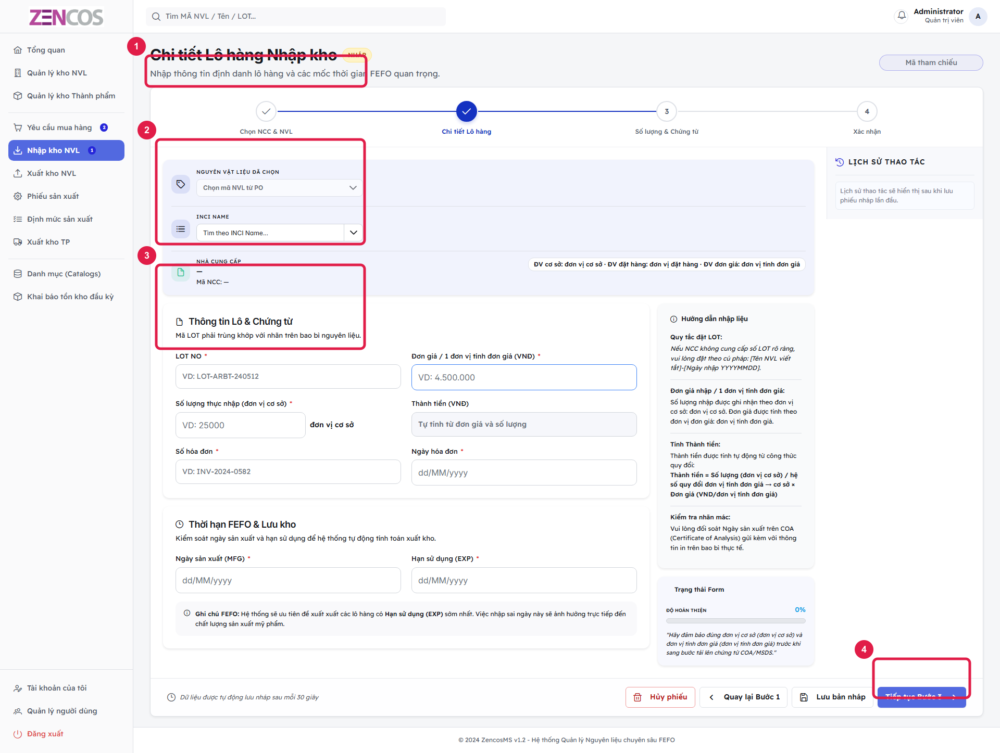 ZENCOS
Tìm MÃ NVL / Tên / LOT...
Administrator
Quản trị viên
A
Tổng quan
Quản lý kho NVL
Quản lý kho Thành phẩm
Yêu cầu mua hàng 2
Nhập kho NVL 1
Xuất kho NVL
Phiếu sản xuất
Định mức sản xuất
Xuất kho TP
Danh mục (Catalogs)
Khai báo tồn kho đầu kỳ
Tài khoản của tôi
Quản lý người dùng
Đăng xuất
1
Chi tiết Lô hàng Nhập kho NHÁP
Nhập thông tin định danh lô hàng và các mốc thời gian FEFO quan trọng.
Mã tham chiếu
3
4
Chọn NCC & NVL
Chi tiết Lô hàng
Số lượng & Chứng từ
Xác nhận
2
NGUYÊN VẬT LIỆU ĐÃ CHỌN
Chọn mã NVL từ PO
INCI NAME
Tìm theo INCI Name...
3
NHÀ CUNG CẤP
—
Mã NCC: —
ĐV cơ sở: đơn vị cơ sở · ĐV đặt hàng: đơn vị đặt hàng · ĐV đơn giá: đơn vị tính đơn giá
LỊCH SỬ THAO TÁC
Lịch sử thao tác sẽ hiển thị sau khi lưu
phiếu nháp lần đầu.
Thông tin Lô & Chứng từ
Mã LOT phải trùng khớp với nhãn trên bao bì nguyên liệu.
LOT NO *
VD: LOT-ARBT-240512
Đơn giá / 1 đơn vị tính đơn giá (VNĐ) *
VD: 4.500.000
Số lượng thực nhập (đơn vị cơ sở) *
VD: 25000
đơn vị cơ sở
Thành tiền (VNĐ)
Tự tính từ đơn giá và số lượng
Số hóa đơn *
VD: INV-2024-0582
Ngày hóa đơn *
dd/MM/yyyy
Thời hạn FEFO & Lưu kho
Kiểm soát ngày sản xuất và hạn sử dụng để hệ thống tự động tính toán xuất kho.
Ngày sản xuất (MFG) *
dd/MM/yyyy
Hạn sử dụng (EXP) *
dd/MM/yyyy
Ghi chú FEFO: Hệ thống sẽ ưu tiên đề xuất xuất các lô hàng có Hạn sử dụng (EXP) sớm nhất. Việc nhập sai ngày này sẽ ảnh hưởng trực tiếp đến
chất lượng sản xuất mỹ phẩm.
Hướng dẫn nhập liệu
Quy tắc đặt LOT:
Nếu NCC không cung cấp số LOT rõ ràng,
vui lòng đặt theo cú pháp: [Tên NVL viết
tắt]-[Ngày nhập YYYYMMDD].
Đơn giá nhập / 1 đơn vị tính đơn giá:
Số lượng nhập được ghi nhận theo đơn vị
cơ sở: đơn vị cơ sở. Đơn giá được tính theo
đơn vị đơn giá: đơn vị tính đơn giá.
Tính Thành tiền:
Thành tiền được tính tự động từ công thức
quy đổi:
Thành tiền = Số lượng (đơn vị cơ sở) / hệ
số quy đổi đơn vị tính đơn giá → cơ sở ×
Đơn giá (VND/đơn vị tính đơn giá)
Kiểm tra nhãn mác:
Vui lòng đối soát Ngày sản xuất trên COA
(Certificate of Analysis) gửi kèm với thông
tin in trên bao bì thực tế.
Trạng thái Form
ĐỘ HOÀN THIỆN 0%
"Hãy đảm bảo đúng đơn vị cơ sở (đơn vị cơ sở) và
đơn vị tính đơn giá (đơn vị tính đơn giá) trước khi
sang bước tải lên chứng từ COA/MSDS."
4
Dữ liệu được tự động lưu nháp sau mỗi 30 giây
Hủy phiếu
Quay lại Bước 1
Lưu bản nháp
Tiếp tục Bước 3
© 2024 ZencosMS v1.2 - Hệ thống Quản lý Nguyên liệu chuyên sâu FEFO